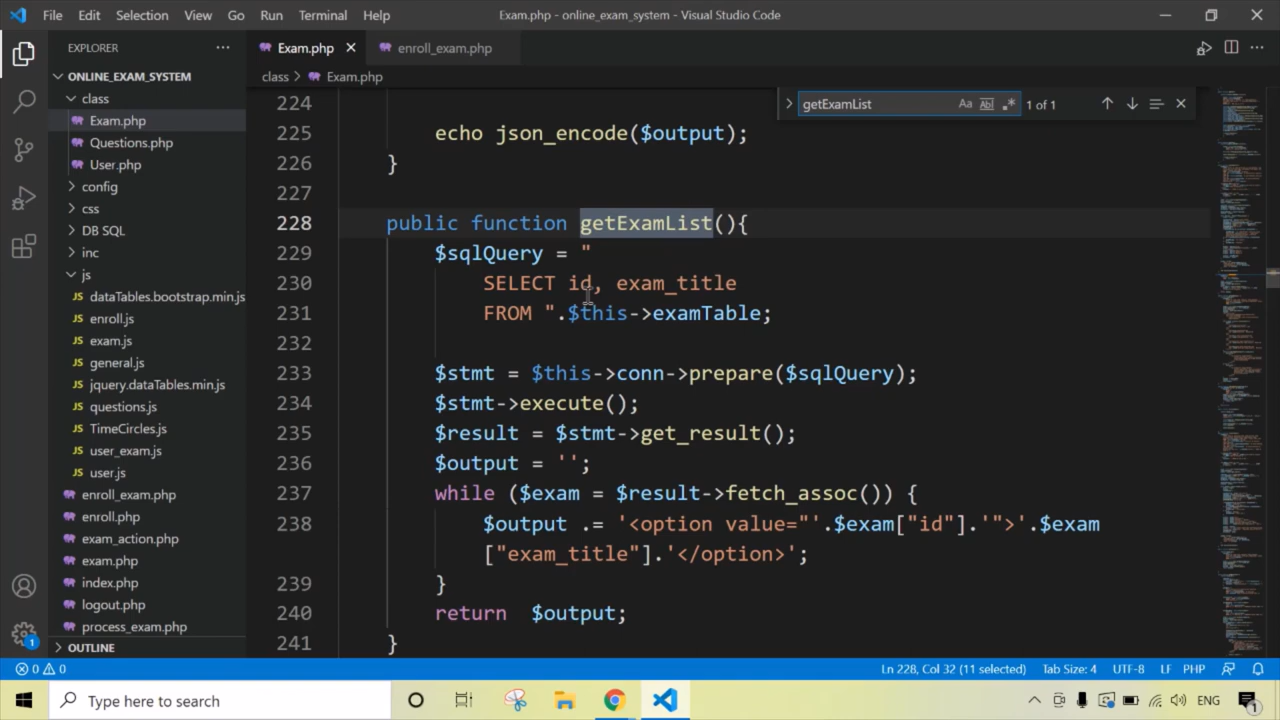 File Edit Selection View Go Run Terminal Help Exam.php - online_exam_system - Visual Studio Code
EXPLORER
ONLINE_EXAM_SYSTEM
class
Exam.php
Questions.php
User.php
config
css
DB SQL
inc
js
dataTables.bootstrap.min.js
enroll.js
exam.js
general.js
jquery.dataTables.min.js
questions.js
TimeCircles.js
user_exam.js
user.js
enroll_exam.php
enroll.php
exam_action.php
exam.php
index.php
logout.php
process_exam.php
OUTLINE
Exam.php enroll_exam.php
class > Exam.php
getExamList Aa Ab .* 1 of 1
224
225 echo json_encode($output);
226 }
227
228 public function getExamList(){
229 $sqlQuery = "
230 SELECT id, exam_title
231 FROM ".$this->examTable;
232
233 $stmt = $this->conn->prepare($sqlQuery);
234 $stmt->execute();
235 $result = $stmt->get_result();
236 $output = '';
237 while ($exam = $result->fetch_assoc()) {
238 $output .= '<option value="'.$exam["id"].'">'.$exam
["exam_title"].'</option>';
239 }
240 return $output;
241 }
0 0 Ln 228, Col 32 (11 selected) Tab Size: 4 UTF-8 LF PHP
1
Type here to search ENG 1